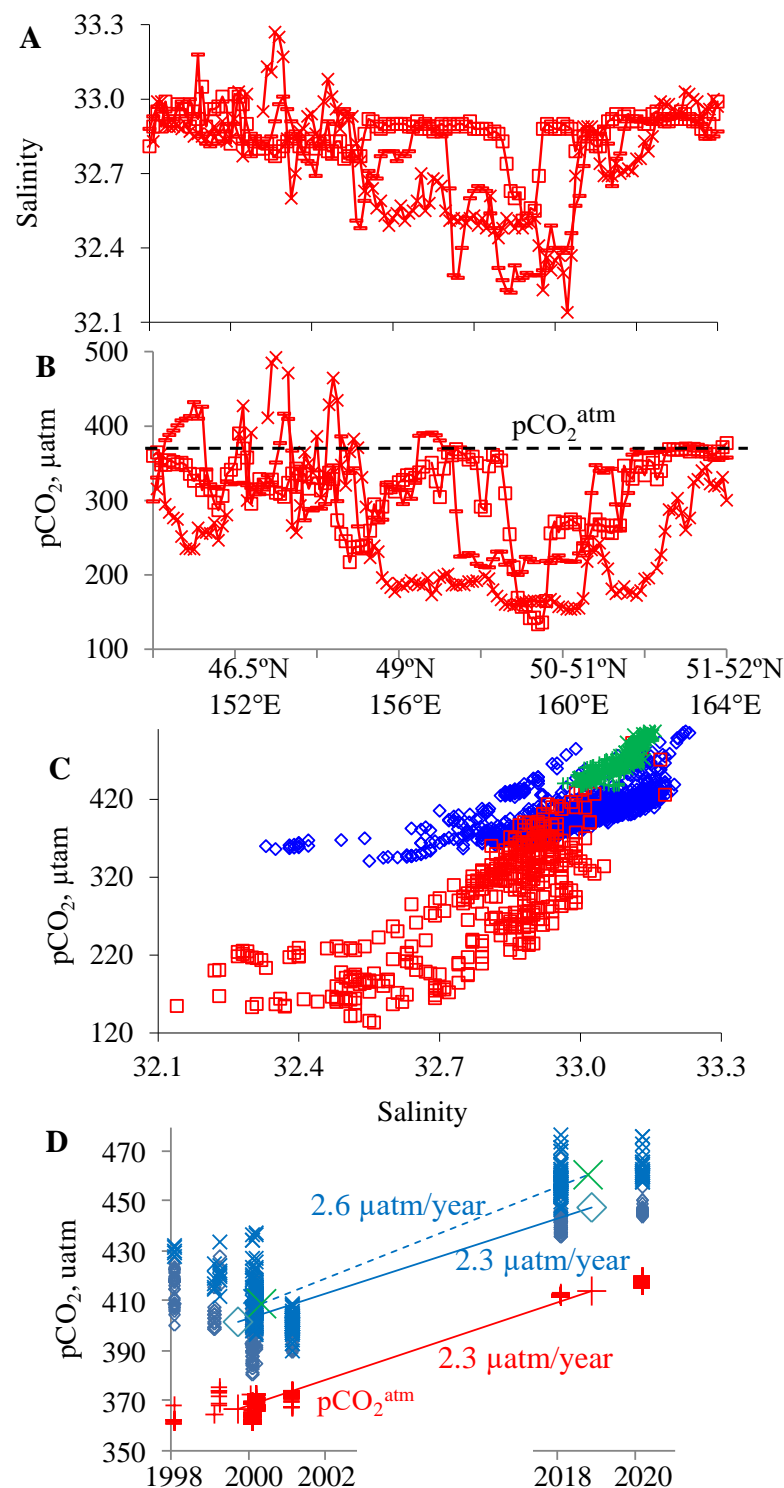 A
33.3
33.0
32.7
32.4
32.1
Salinity
B
500
400
300
200
100
pCO₂, µatm
pCO₂ᵃᵗᵐ
46.5ºN 49ºN 50-51ºN 51-52ºN
152°E 156°E 160°E 164°E
C
420
320
220
120
pCO₂, µtam
32.1 32.4 32.7 33.0 33.3
Salinity
D
470
450
430
410
390
370
350
pCO₂, uatm
2.6 µatm/year
2.3 µatm/year
2.3 µatm/year
pCO₂ᵃᵗᵐ
1998 2000 2002 2018 2020